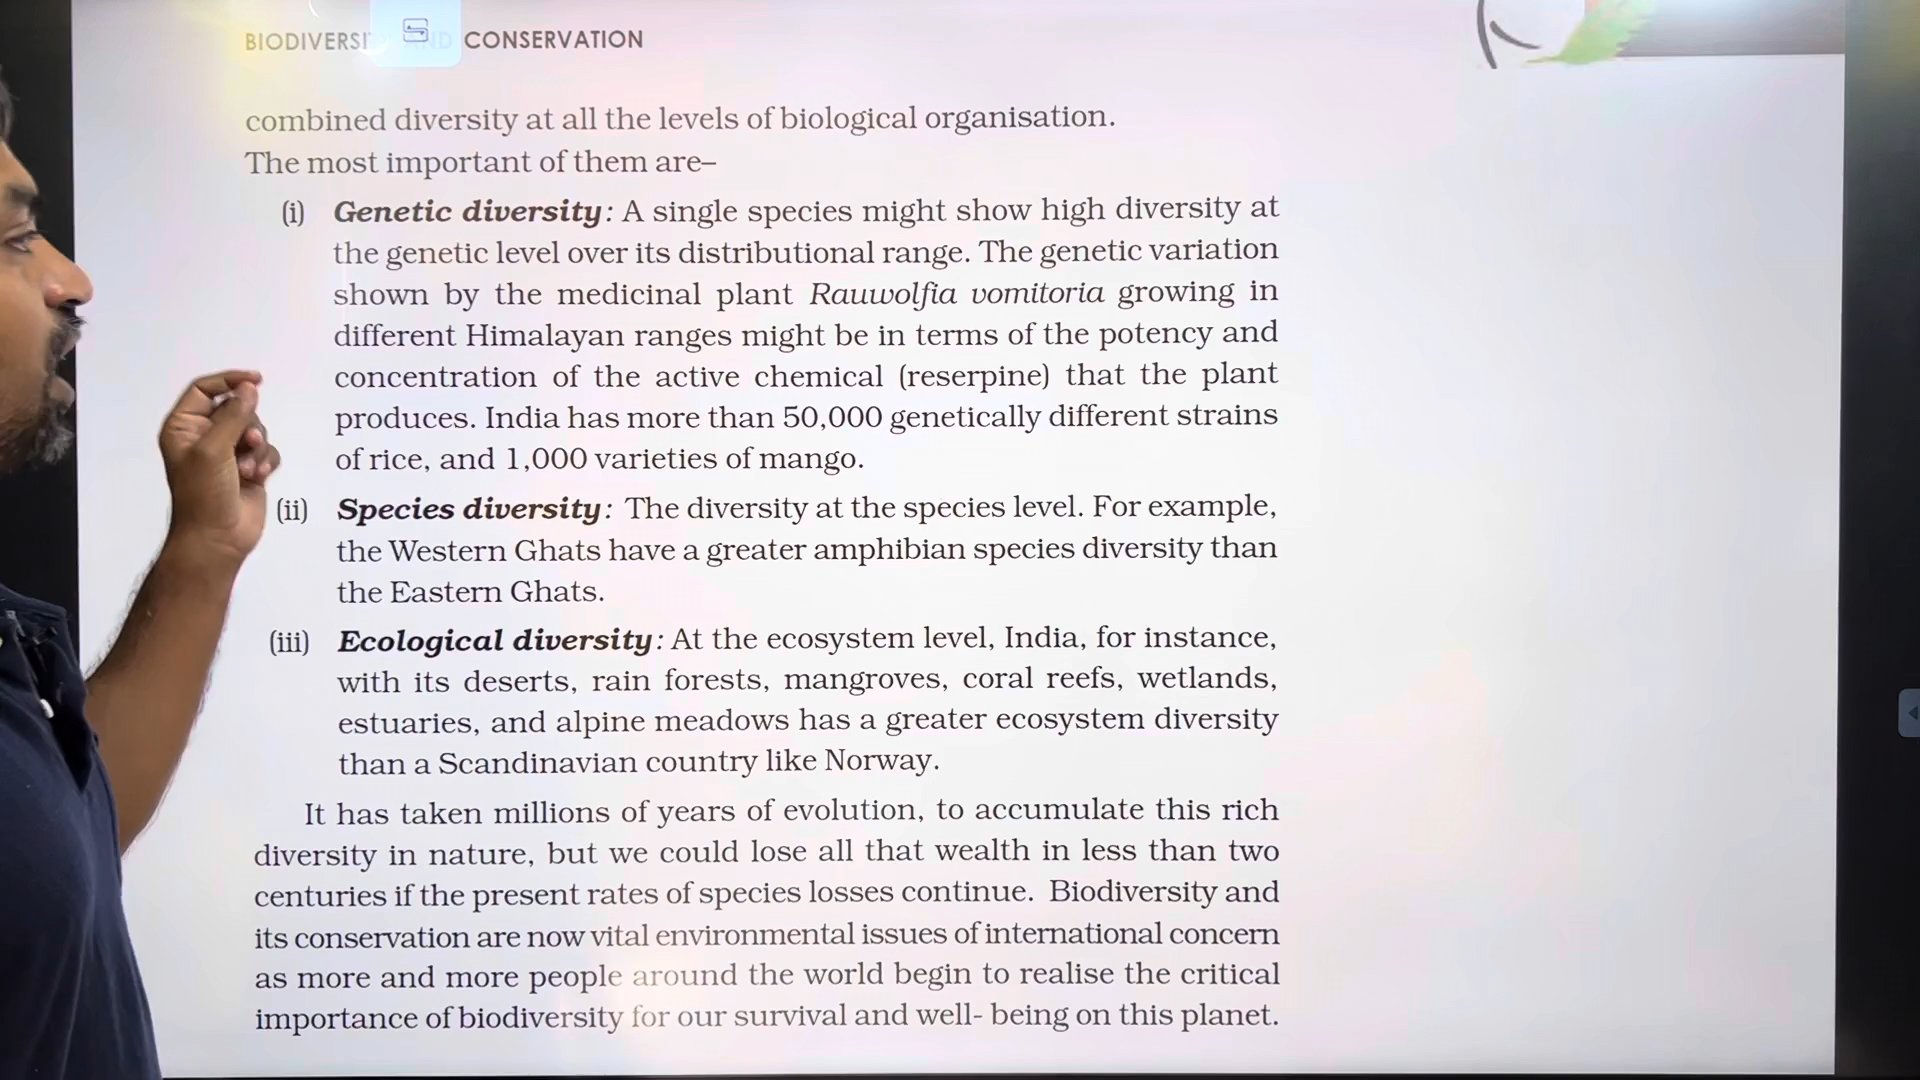 BIODIVERSI ND CONSERVATION
combined diversity at all the levels of biological organisation.
The most important of them are–
(i) Genetic diversity: A single species might show high diversity at
the genetic level over its distributional range. The genetic variation
shown by the medicinal plant Rauwolfia vomitoria growing in
different Himalayan ranges might be in terms of the potency and
concentration of the active chemical (reserpine) that the plant
produces. India has more than 50,000 genetically different strains
of rice, and 1,000 varieties of mango.
(ii) Species diversity: The diversity at the species level. For example,
the Western Ghats have a greater amphibian species diversity than
the Eastern Ghats.
(iii) Ecological diversity: At the ecosystem level, India, for instance,
with its deserts, rain forests, mangroves, coral reefs, wetlands,
estuaries, and alpine meadows has a greater ecosystem diversity
than a Scandinavian country like Norway.
It has taken millions of years of evolution, to accumulate this rich
diversity in nature, but we could lose all that wealth in less than two
centuries if the present rates of species losses continue. Biodiversity and
its conservation are now vital environmental issues of international concern
as more and more people around the world begin to realise the critical
importance of biodiversity for our survival and well- being on this planet.